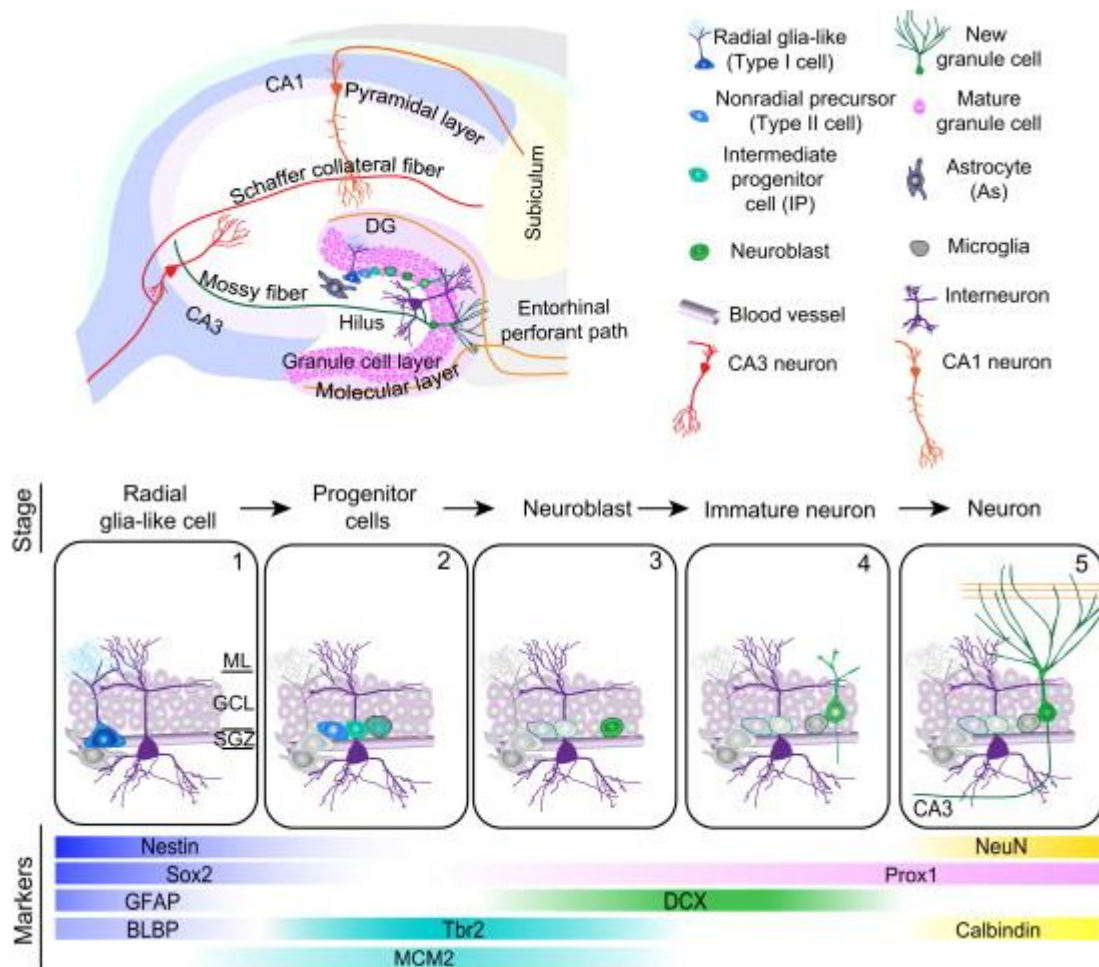 CA1
Pyramidal layer
Schaffer collateral fiber
Subiculum
DG
Mossy fiber
CA3
Hilus
Entorhinal
perforant path
Granule cell layer
Molecular layer
Radial glia-like
(Type I cell)
New
granule cell
Nonradial precursor
(Type II cell)
Mature
granule cell
Intermediate
progenitor
cell (IP)
Astrocyte
(As)
Neuroblast
Microglia
Blood vessel
Interneuron
CA3 neuron
CA1 neuron
Stage
Radial
glia-like cell
Progenitor
cells
Neuroblast
Immature neuron
Neuron
1
2
3
4
5
ML
GCL
SGZ
CA3
Markers
Nestin
NeuN
Sox2
Prox1
GFAP
DCX
BLBP
Tbr2
Calbindin
MCM2